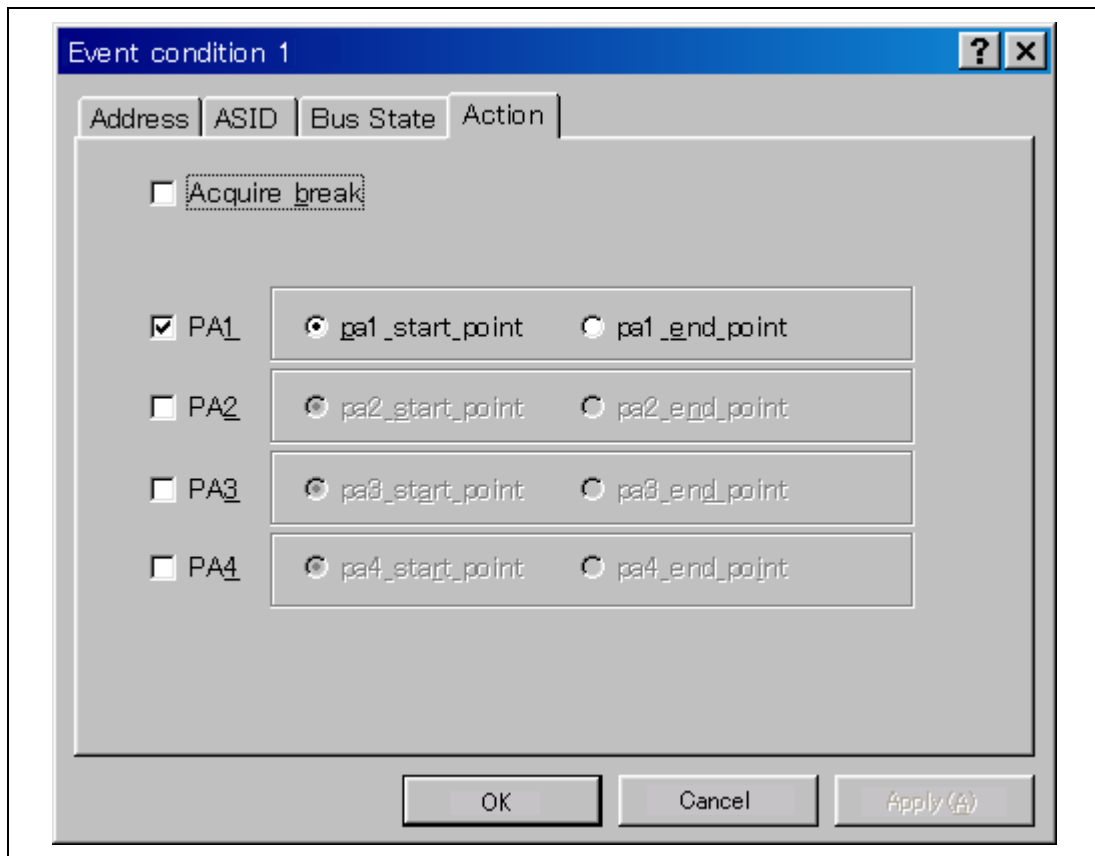 Event condition 1
Address ASID Bus State Action
Acquire break
PA1 pa1_start_point pa1_end_point
PA2 pa2_start_point pa2_end_point
PA3 pa3_start_point pa3_end_point
PA4 pa4_start_point pa4_end_point
OK Cancel Apply(A)